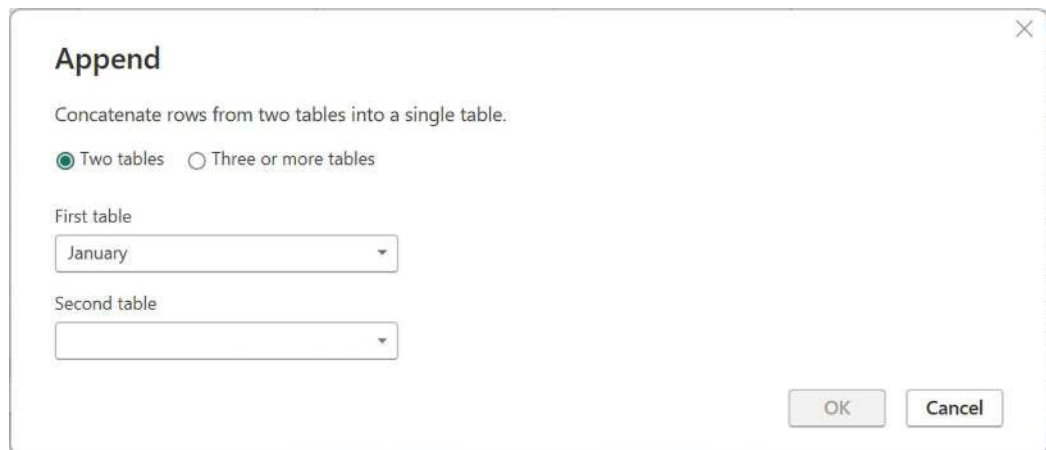 Append
Concatenate rows from two tables into a single table.
Two tables Three or more tables
First table
January
Second table
OK Cancel